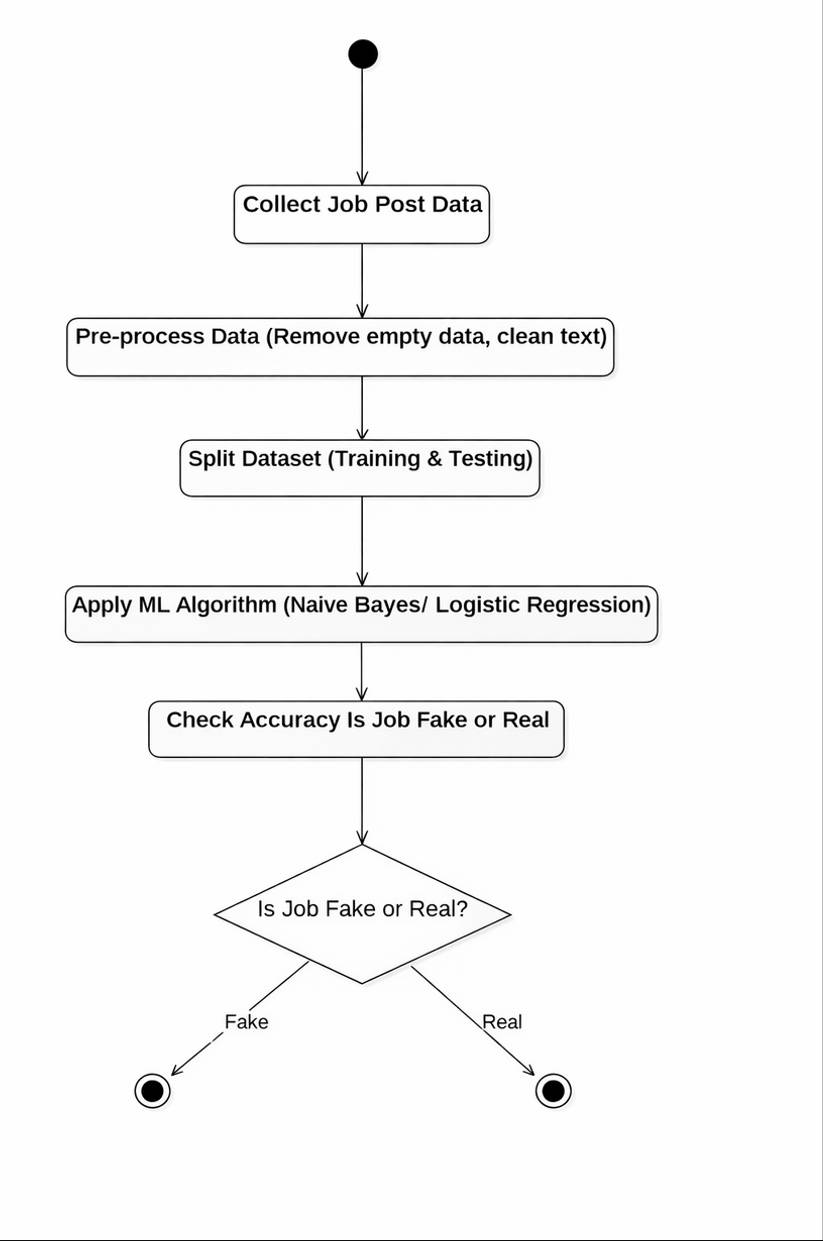 Collect Job Post Data
Pre-process Data (Remove empty data, clean text)
Split Dataset (Training & Testing)
Apply ML Algorithm (Naive Bayes/ Logistic Regression)
Check Accuracy Is Job Fake or Real
Is Job Fake or Real?
Fake
Real